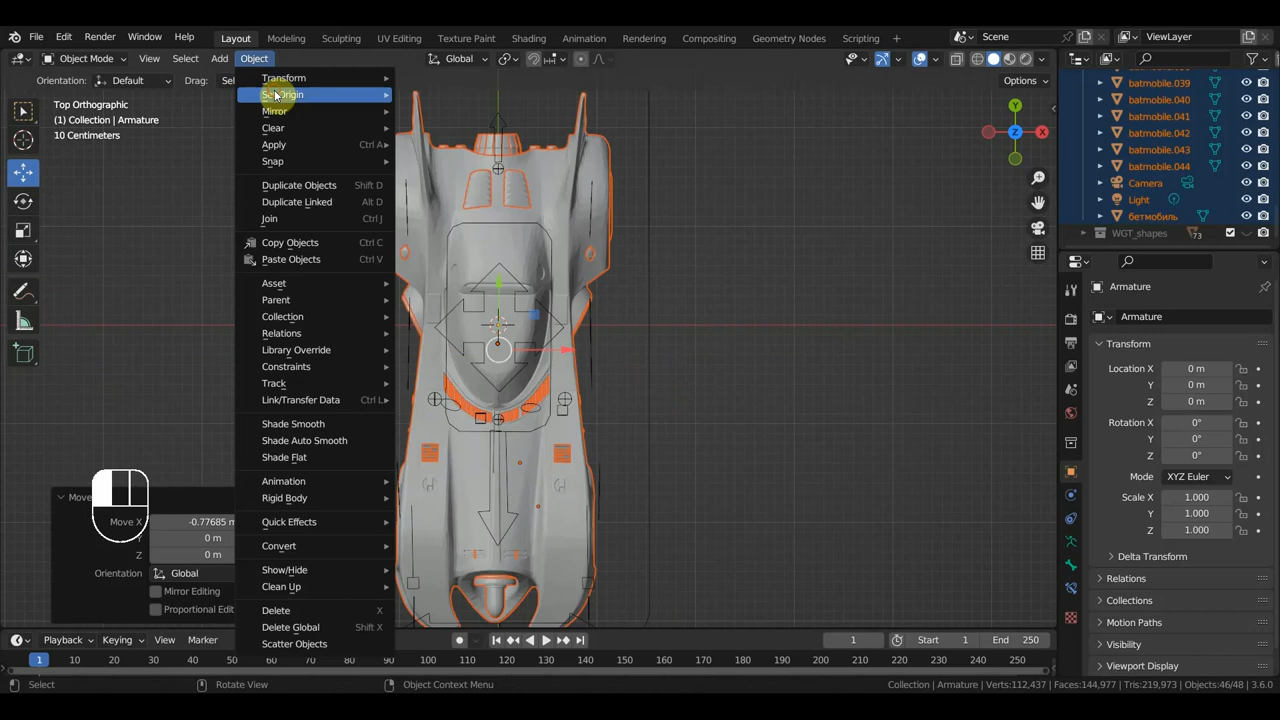 File Edit Render Window Help Layout Modeling Sculpting UV Editing Texture Paint Shading Animation Rendering Compositing Geometry Nodes Scripting + Scene ViewLayer
Object Mode View Select Add Object Global
Orientation: Default Drag: Sel Options
Top Orthographic
(1) Collection | Armature
10 Centimeters
Transform
Set Origin
Mirror
Clear
Apply Ctrl A
Snap
Duplicate Objects Shift D
Duplicate Linked Alt D
Join Ctrl J
Copy Objects Ctrl C
Paste Objects Ctrl V
Asset
Parent
Collection
Relations
Library Override
Constraints
Track
Link/Transfer Data Ctrl L
Shade Smooth
Shade Auto Smooth
Shade Flat
Animation
Rigid Body
Quick Effects
Convert
Show/Hide
Clean Up
Delete X
Delete Global Shift X
Scatter Objects
Y
Z X
batmobile.039
batmobile.040
batmobile.041
batmobile.042
batmobile.043
batmobile.044
Camera
Light
бетмобиль
WGT_shapes 73
Armature
Armature
Transform
Location X 0 m
Y 0 m
Z 0 m
Rotation X 0°
Y 0°
Z 0°
Mode XYZ Euler
Scale X 1.000
Y 1.000
Z 1.000
Delta Transform
Relations
Collections
Motion Paths
Visibility
Viewport Display
Move
Move X -0.77685 m
0 m
Z 0 m
Orientation Global
Mirror Editing
Proportional Edit
Playback Keying View Marker 1 Start 1 End 250
1 10 20 30 40 50 60 70 80 90 100 110 120 130 140 150 160 170 180 190 200 210 220 230 240 250
Select Rotate View Object Context Menu Collection | Armature | Verts:112,437 | Faces:144,977 | Tris:219,973 | Objects:46/48 | 3.6.0